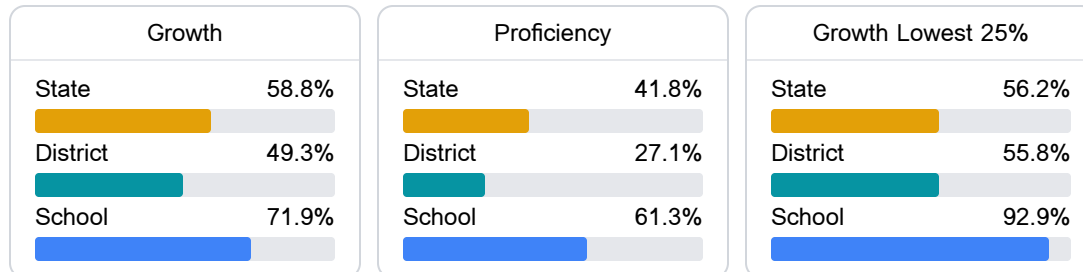 Growth
State 58.8%
District 49.3%
School 71.9%
Proficiency
State 41.8%
District 27.1%
School 61.3%
Growth Lowest 25%
State 56.2%
District 55.8%
School 92.9%